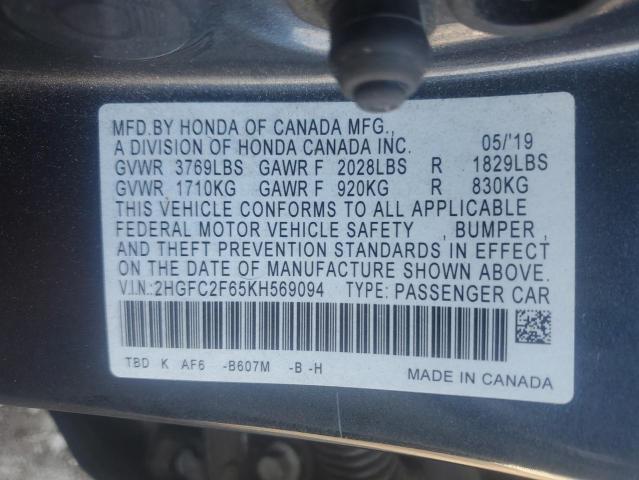 MFD.BY HONDA OF CANADA MFG., 05/'19
A DIVISION OF HONDA CANADA INC.
GVWR 3769LBS GAWR F 2028LBS R 1829LBS
GVWR 1710KG GAWR F 920KG R 830KG
THIS VEHICLE CONFORMS TO ALL APPLICABLE
FEDERAL MOTOR VEHICLE SAFETY , BUMPER ,
AND THEFT PREVENTION STANDARDS IN EFFECT
ON THE DATE OF MANUFACTURE SHOWN ABOVE.
V.I.N.:2HGFC2F65KH569094 TYPE: PASSENGER CAR
TBD K AF6 -B607M -B -H
MADE IN CANADA